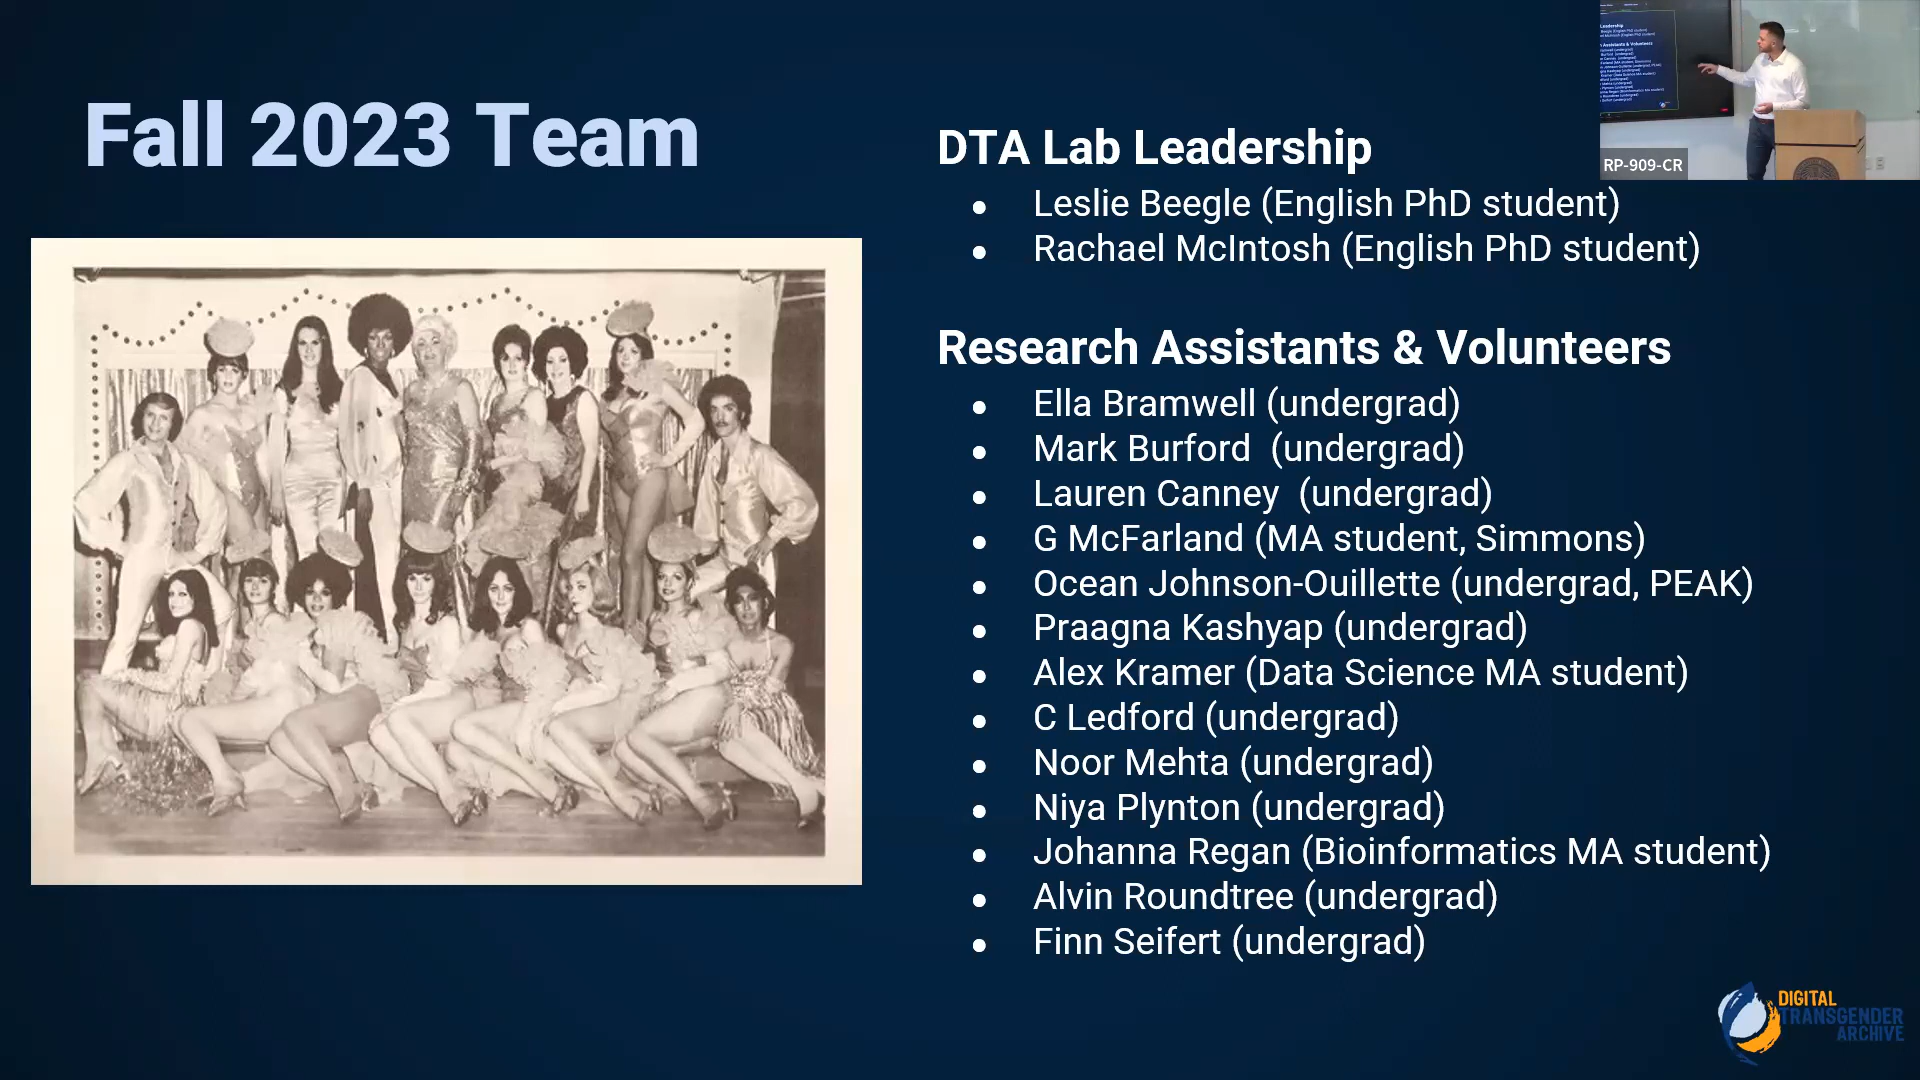 Fall 2023 Team
DTA Lab Leadership
Leslie Beegle (English PhD student)
Rachael McIntosh (English PhD student)
Research Assistants & Volunteers
Ella Bramwell (undergrad)
Mark Burford (undergrad)
Lauren Canney (undergrad)
G McFarland (MA student, Simmons)
Ocean Johnson-Ouillette (undergrad, PEAK)
Praagna Kashyap (undergrad)
Alex Kramer (Data Science MA student)
C Ledford (undergrad)
Noor Mehta (undergrad)
Niya Plynton (undergrad)
Johanna Regan (Bioinformatics MA student)
Alvin Roundtree (undergrad)
Finn Seifert (undergrad)
RP-909-CR
DIGITAL
TRANSGENDER
ARCHIVE